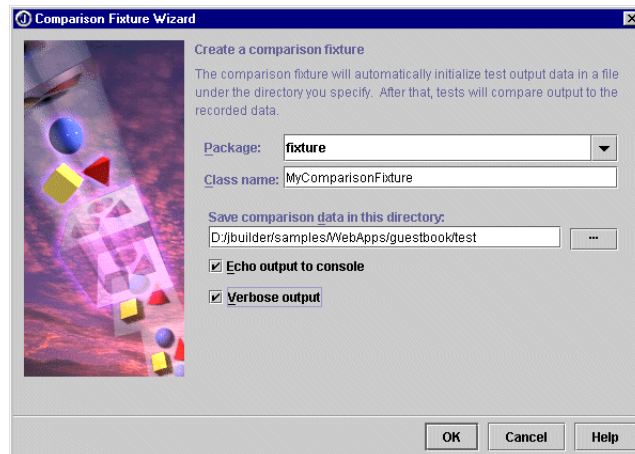 Comparison Fixture Wizard
Create a comparison fixture
The comparison fixture will automatically initialize test output data in a file
under the directory you specify. After that, tests will compare output to the
recorded data.
Package: fixture
Class name: MyComparisonFixture
Save comparison data in this directory:
D:/jbuilder/samples/WebApps/guestbook/test ...
Echo output to console
Verbose output
OK Cancel Help